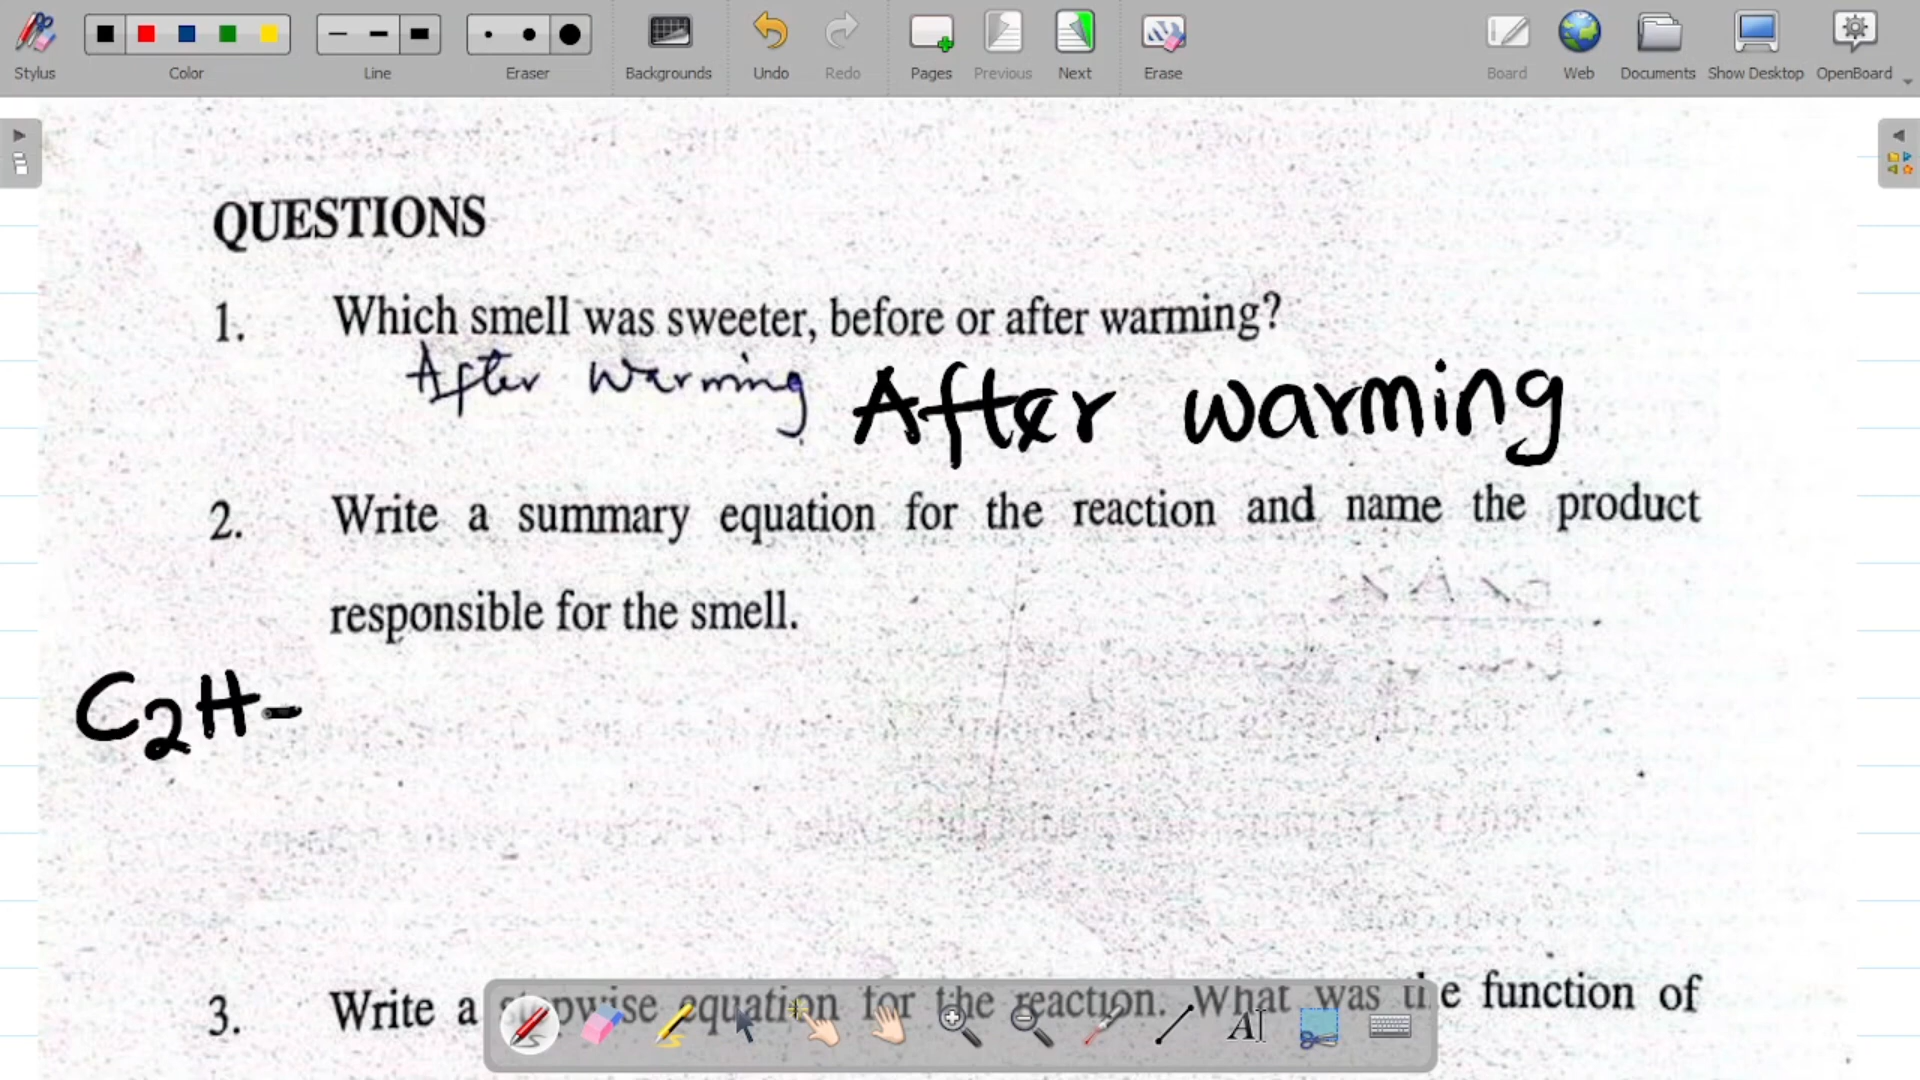 Stylus Color Line Eraser Backgrounds Undo Redo Pages Previous Next Erase Board Web Documents Show Desktop OpenBoard
QUESTIONS
1. Which smell was sweeter, before or after warming?
After Warming After warming
2. Write a summary equation for the reaction and name the product
responsible for the smell.
C2H-
3. Write a stepwise equation for the reaction. What was the function of